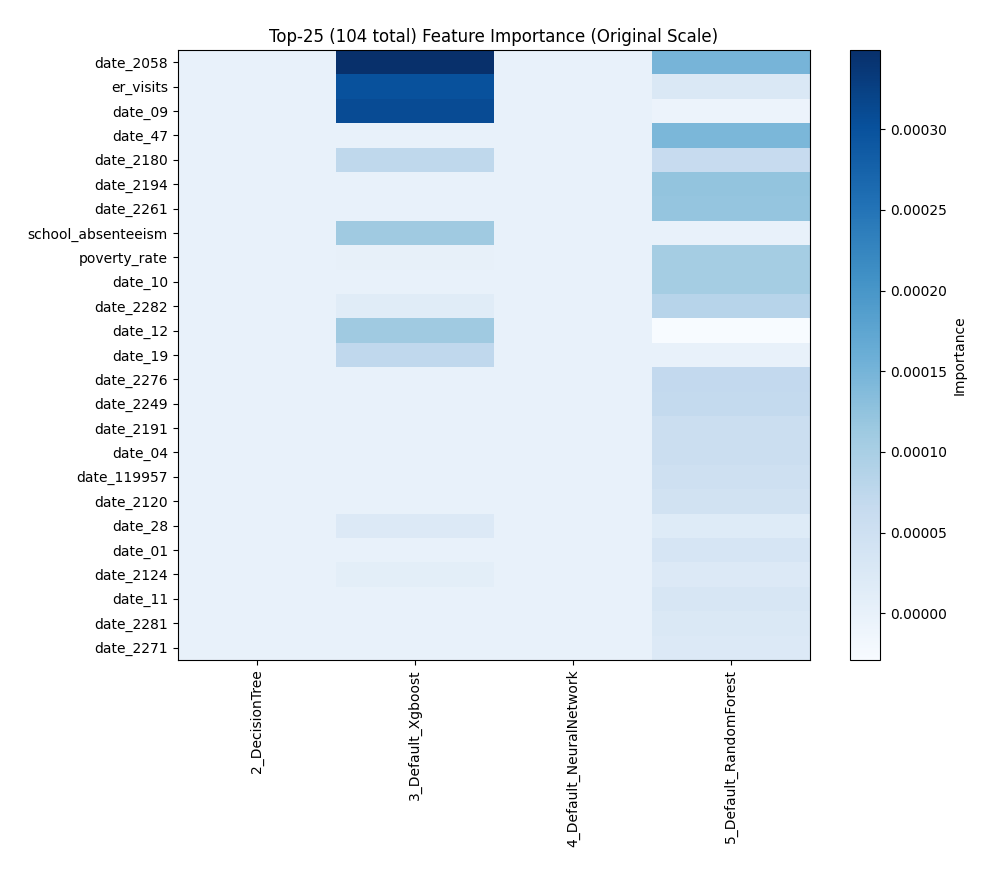 Top-25 (104 total) Feature Importance (Original Scale)
date_2058
er_visits
date_09
date_47
date_2180
date_2194
date_2261
school_absenteeism
poverty_rate
date_10
date_2282
date_12
date_19
date_2276
date_2249
date_2191
date_04
date_119957
date_2120
date_28
date_01
date_2124
date_11
date_2281
date_2271
2_DecisionTree
3_Default_Xgboost
4_Default_NeuralNetwork
5_Default_RandomForest
0.00030
0.00025
0.00020
0.00015
0.00010
0.00005
0.00000
Importance